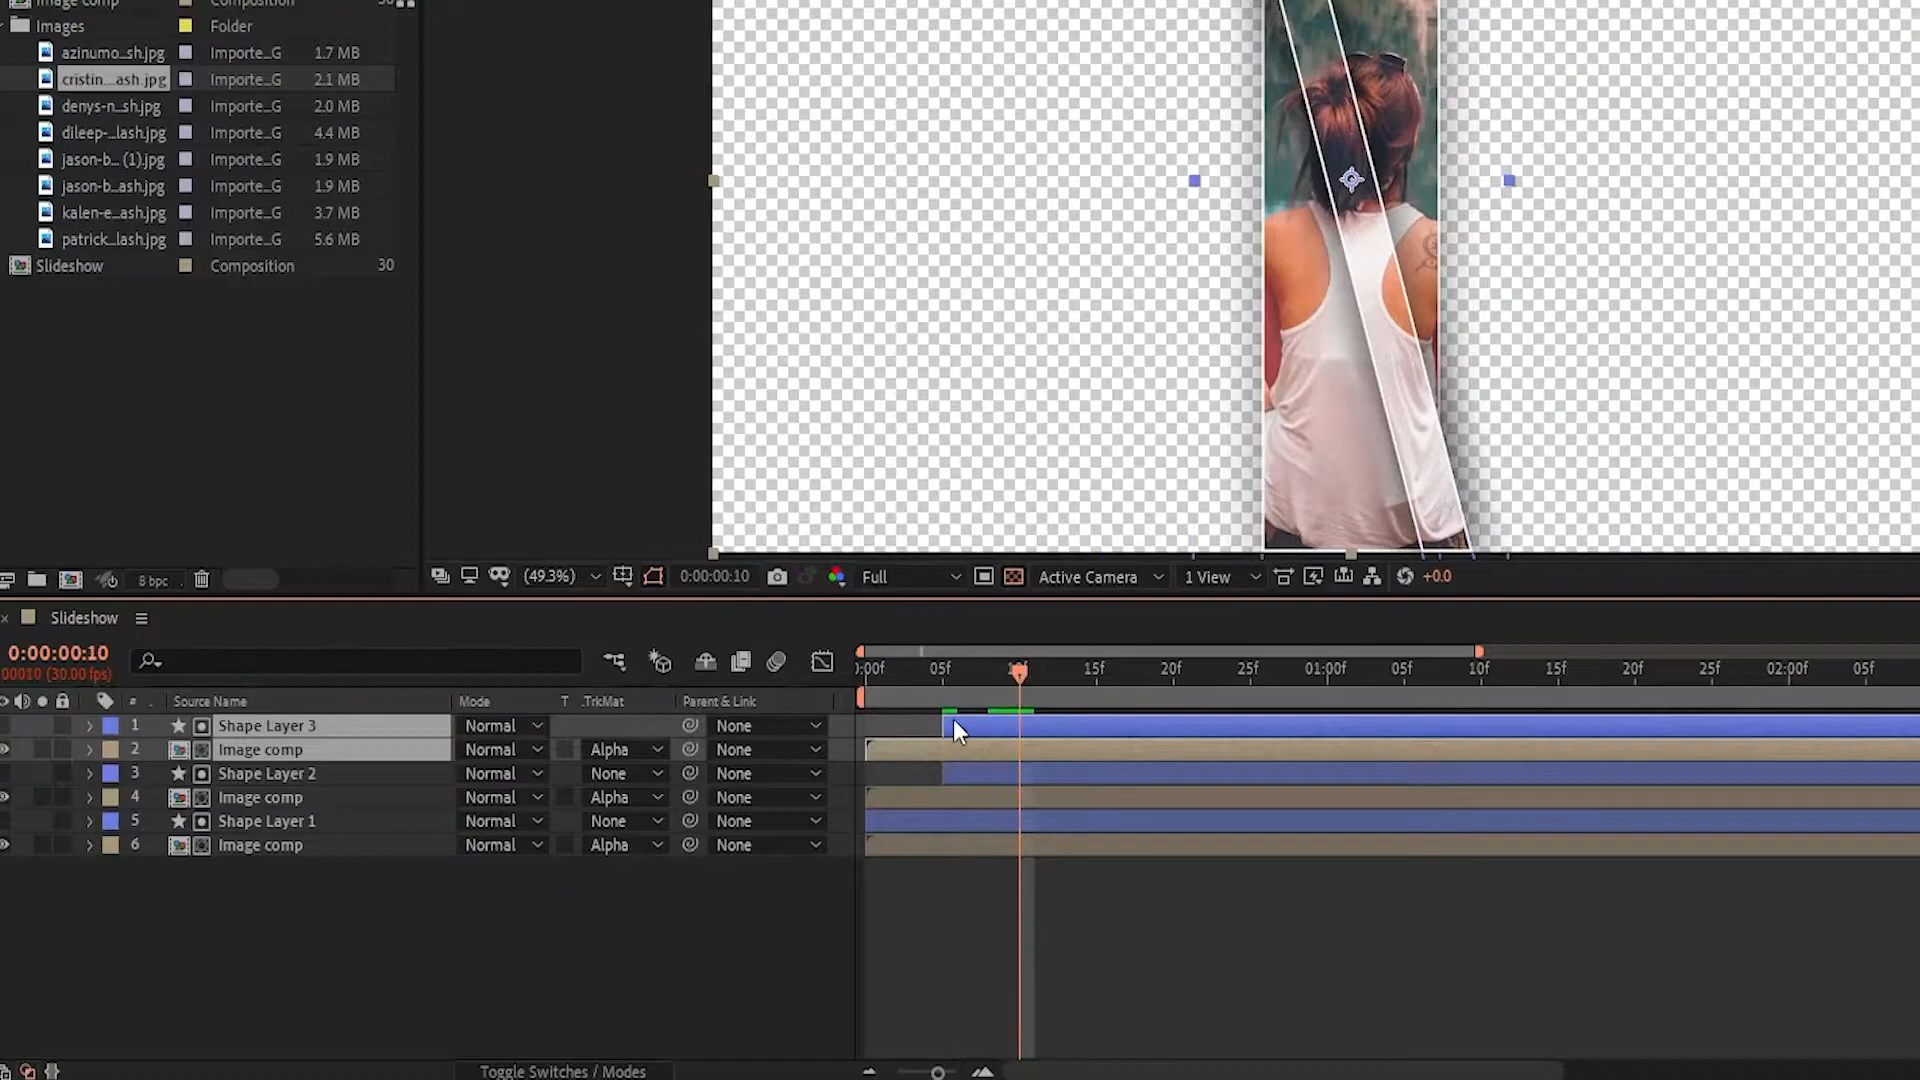 Image comp Composition 30
Images Folder
azinumo_sh.jpg Importe_G 1.7 MB
cristin..._ash.jpg Importe_G 2.1 MB
denys-n_sh.jpg Importe_G 2.0 MB
dileep-_lash.jpg Importe_G 4.4 MB
jason-b_ (1).jpg Importe_G 1.9 MB
jason-b_ash.jpg Importe_G 1.9 MB
kalen-e_ash.jpg Importe_G 3.7 MB
patrick_lash.jpg Importe_G 5.6 MB
Slideshow Composition 30
8 bpc
(49.3%) 0:00:00:10 Full Active Camera 1 View +0.0
× Slideshow
0:00:00:10
00010 (30.00 fps)
):00f 05f 10f 15f 20f 25f 01:00f 05f 10f 15f 20f 25f 02:00f 05f
# . Source Name Mode T .TrkMat Parent & Link
1 Shape Layer 3 Normal None
2 Image comp Normal Alpha None
3 Shape Layer 2 Normal None None
4 Image comp Normal Alpha None
5 Shape Layer 1 Normal None None
6 Image comp Normal Alpha None
Toggle Switches / Modes